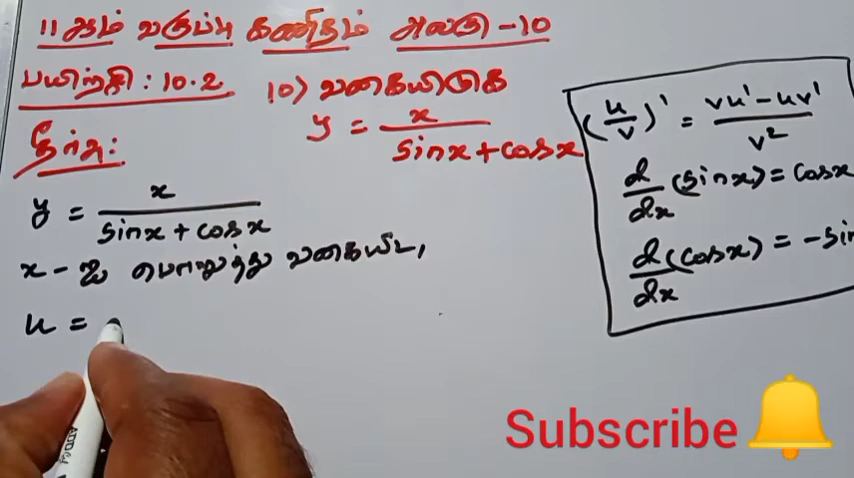 11ஆம் வகுப்பு கணிதம் அலகு -10
பயிற்சி : 10.2
10) வகையிடுக
y = x / sinx + cosx
தீர்வு:
y = x / sinx + cosx
x - ஐ பொறுத்து வகையிட,
u =
(u/v)' = vu' - uv' / v²
d/dx (sinx) = cosx
d/dx (cosx) = -sin
Subscribe